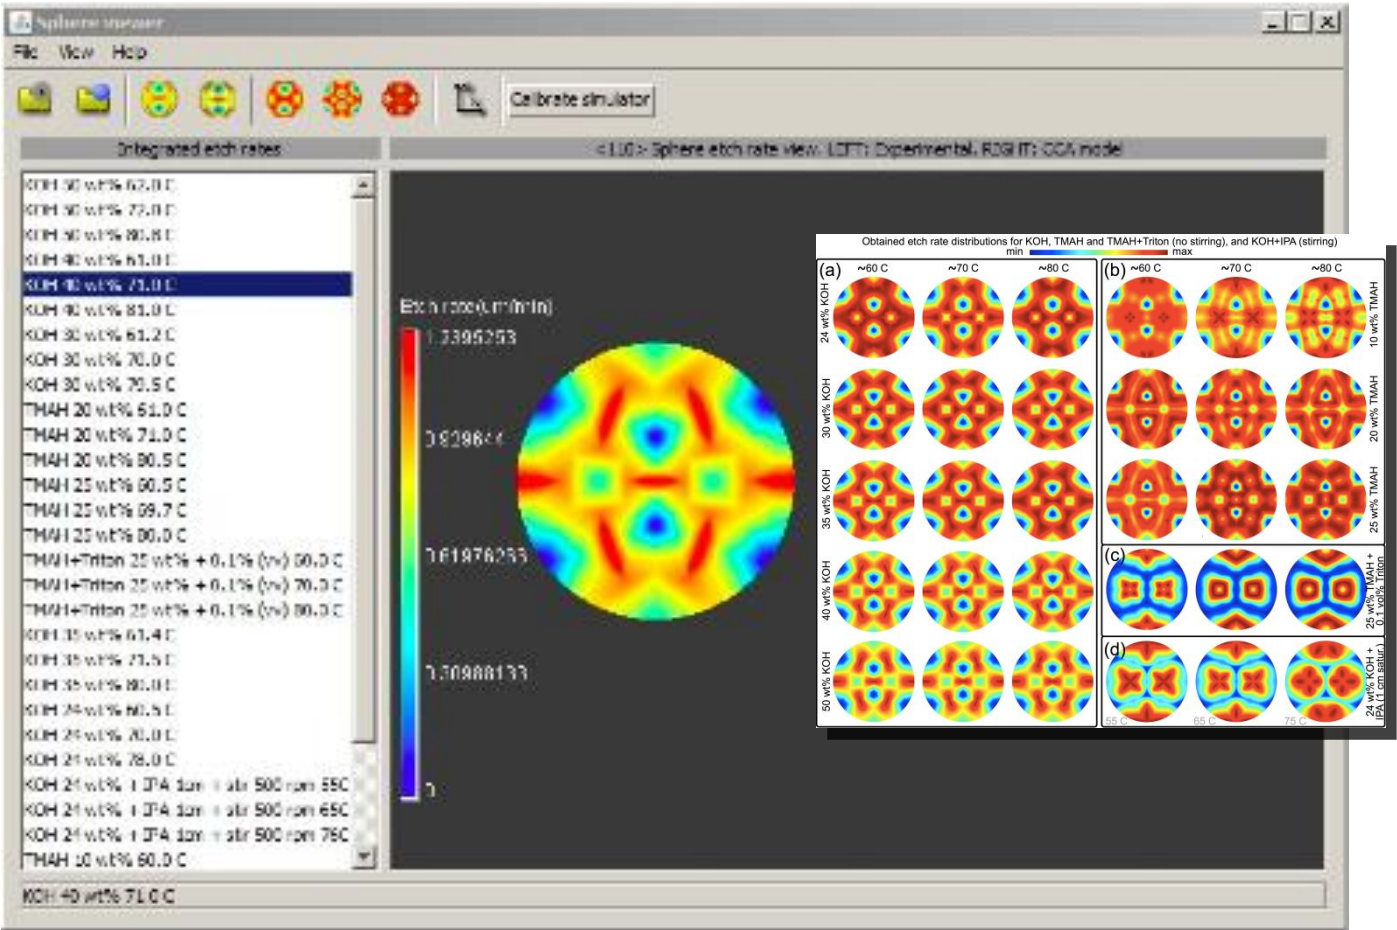 Sphere viewer
File View Help
Calibrate simulator
Integrated etch rates
<110> Sphere etch rate view. LEFT: Experimental. RIGHT: CCA model
KOH 50 wt% 62.0 C
KOH 50 wt% 72.0 C
KOH 50 wt% 80.8 C
KOH 40 wt% 61.0 C
KOH 40 wt% 71.0 C
KOH 40 wt% 81.0 C
KOH 30 wt% 61.2 C
KOH 30 wt% 70.0 C
KOH 30 wt% 79.5 C
TMAH 20 wt% 61.0 C
TMAH 20 wt% 71.0 C
TMAH 20 wt% 80.5 C
TMAH 25 wt% 60.5 C
TMAH 25 wt% 69.7 C
TMAH 25 wt% 80.0 C
TMAH+Triton 25 wt% + 0.1% (vv) 60.0 C
TMAH+Triton 25 wt% + 0.1% (vv) 70.0 C
TMAH+Triton 25 wt% + 0.1% (vv) 80.0 C
KOH 35 wt% 61.4 C
KOH 35 wt% 71.5 C
KOH 35 wt% 80.0 C
KOH 24 wt% 60.5 C
KOH 24 wt% 70.0 C
KOH 24 wt% 78.0 C
KOH 24 wt% + IPA 1cm + stir 500 rpm 55C
KOH 24 wt% + IPA 1cm + stir 500 rpm 65C
KOH 24 wt% + IPA 1cm + stir 500 rpm 75C
TMAH 10 wt% 60.0 C
KOH 40 wt% 71.0 C
Etch rate(um/min)
1.2395253
0.929644
0.61976263
0.30988133
0
Obtained etch rate distributions for KOH, TMAH and TMAH+Triton (no stirring), and KOH+IPA (stirring)
min max
(a) ~60 C ~70 C ~80 C
24 wt% KOH
30 wt% KOH
35 wt% KOH
40 wt% KOH
50 wt% KOH
(b) ~60 C ~70 C ~80 C
10 wt% TMAH
20 wt% TMAH
25 wt% TMAH
(c)
25 wt% TMAH +
0.1 vol% Triton
(d)
24 wt% KOH +
IPA (1 cm satur.)
55 C 65 C 75 C